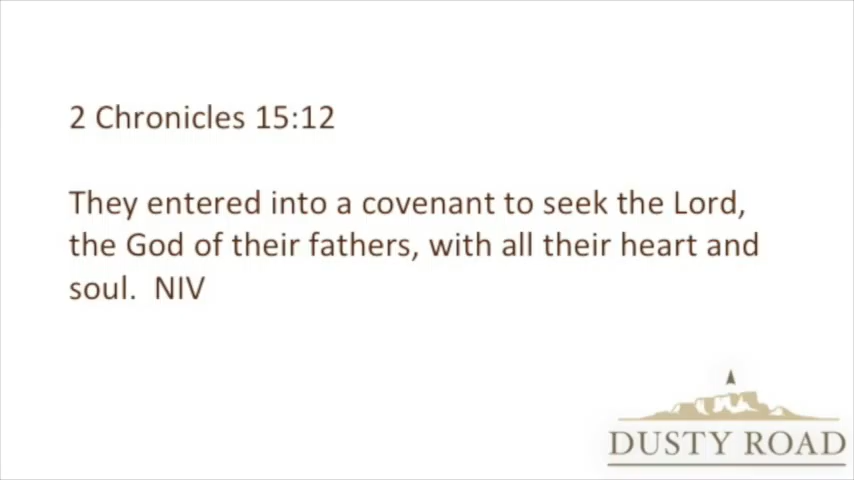 2 Chronicles 15:12
They entered into a covenant to seek the Lord,
the God of their fathers, with all their heart and
soul.  NIV
DUSTY ROAD